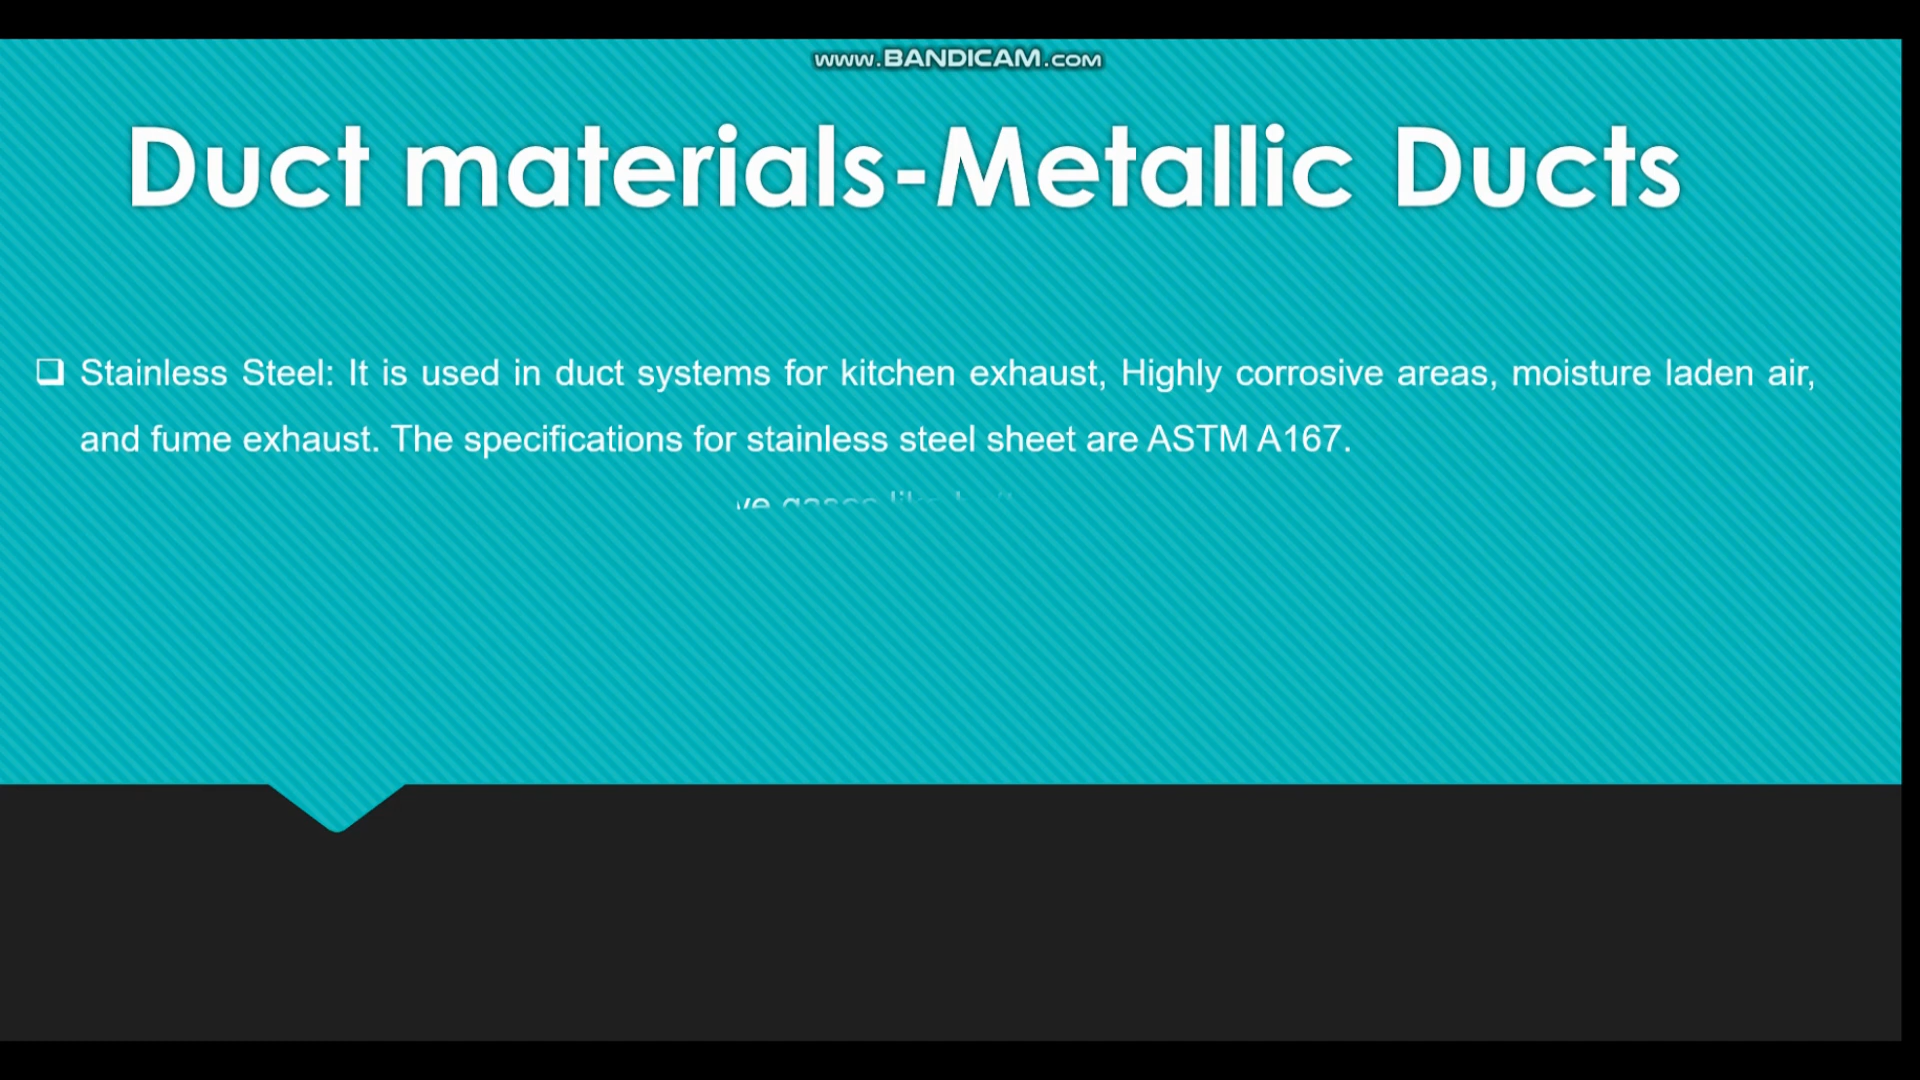 www.BANDICAM.com
Duct materials-Metallic Ducts
❑ Stainless Steel: It is used in duct systems for kitchen exhaust, Highly corrosive areas, moisture laden air,
and fume exhaust. The specifications for stainless steel sheet are ASTM A167.